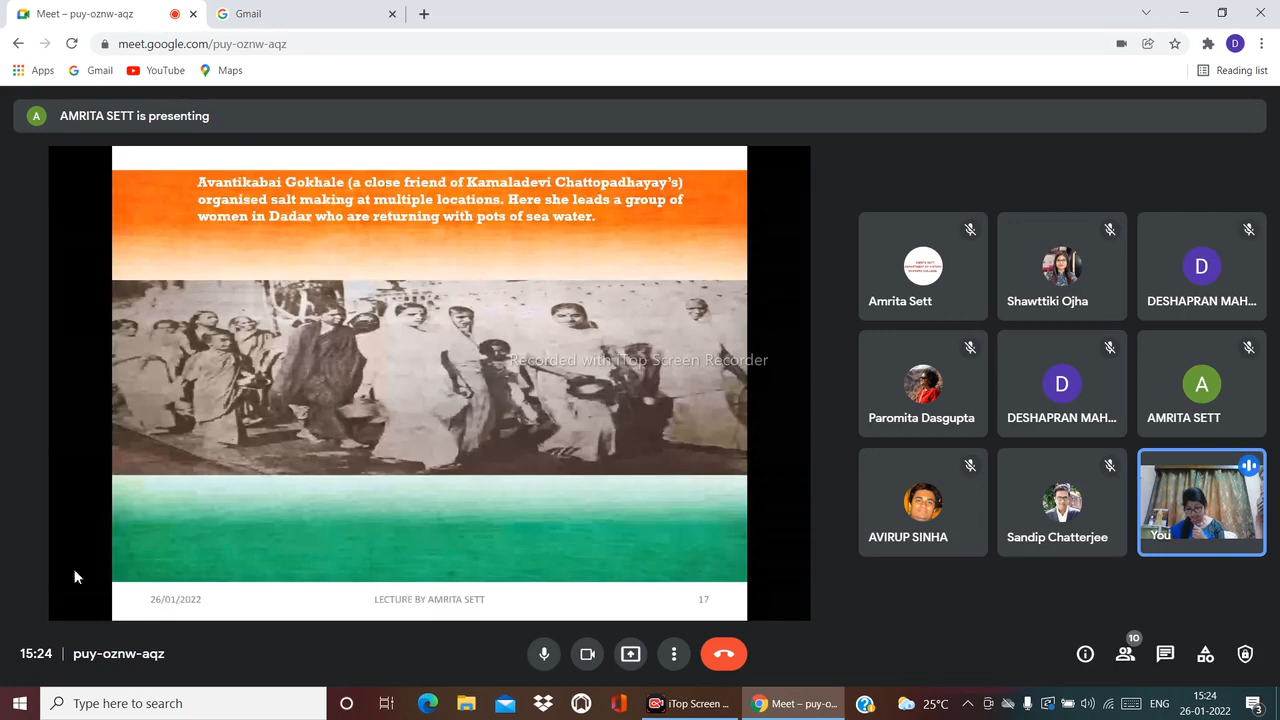 Meet – puy-oznw-aqz
Gmail
meet.google.com/puy-oznw-aqz
D
Apps
Gmail
YouTube
Maps
Reading list
A
AMRITA SETT is presenting
Avantikabai Gokhale (a close friend of Kamaladevi Chattopadhayay's)
organised salt making at multiple locations. Here she leads a group of
women in Dadar who are returning with pots of sea water.
Recorded with iTop Screen Recorder
26/01/2022
LECTURE BY AMRITA SETT
17
Amrita Sett
Shawttiki Ojha
D
DESHAPRAN MAH...
Paromita Dasgupta
D
DESHAPRAN MAH...
A
AMRITA SETT
AVIRUP SINHA
Sandip Chatterjee
You
15:24
puy-oznw-aqz
10
Type here to search
iTop Screen ...
Meet – puy-o...
25°C
ENG
15:24
26-01-2022
3